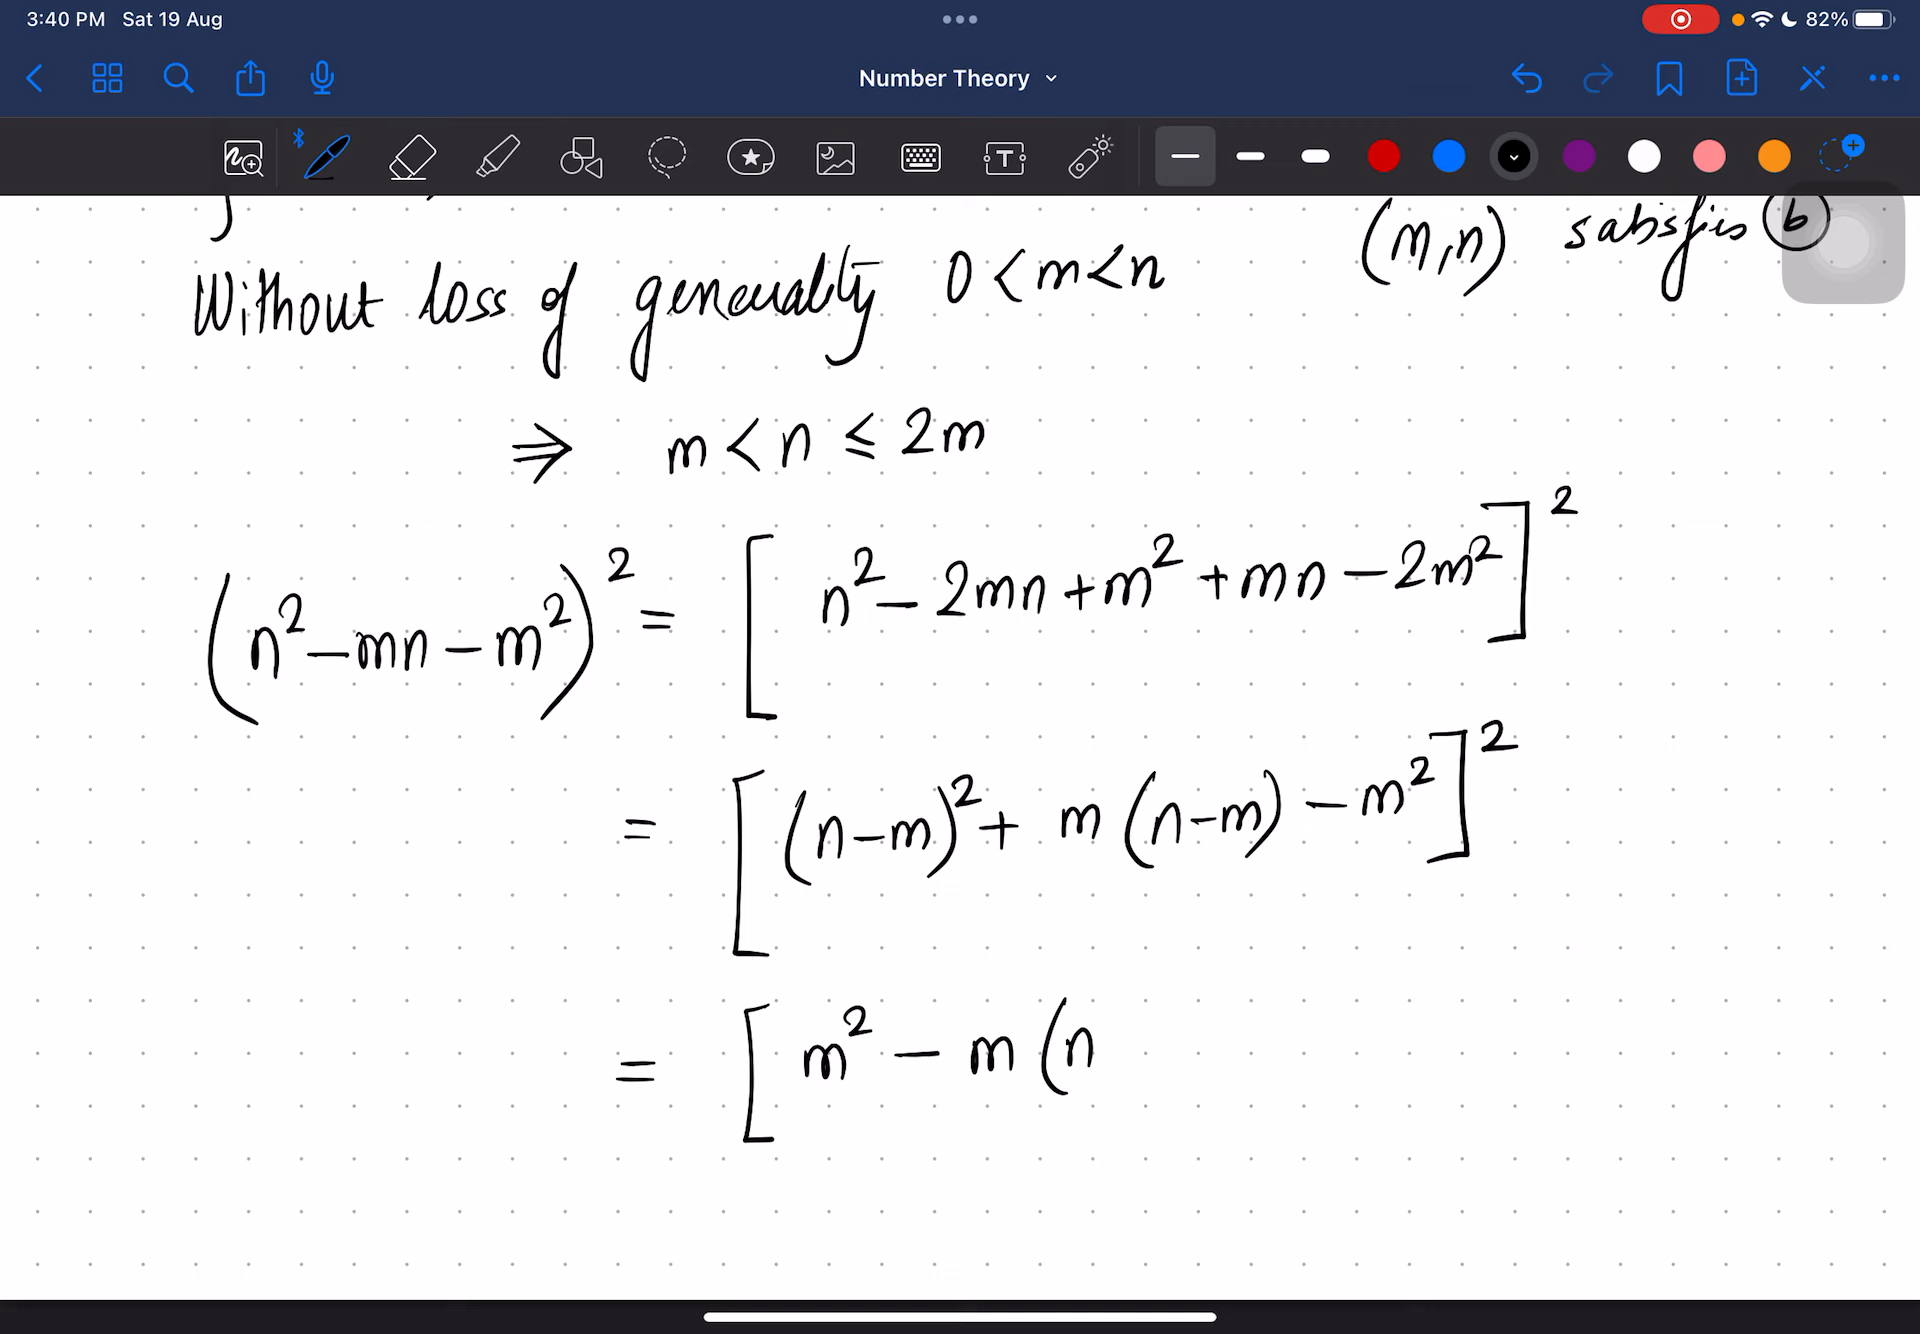 3:40 PM Sat 19 Aug 82%
Number Theory
(m,n) satisfies (b)
Without loss of generality 0 < m < n
⇒ m < n ≤ 2m
(n² – mn – m²)² = [n² – 2mn + m² + mn – 2m²]²
= [(n–m)² + m(n–m) – m²]²
= [m² – m(n